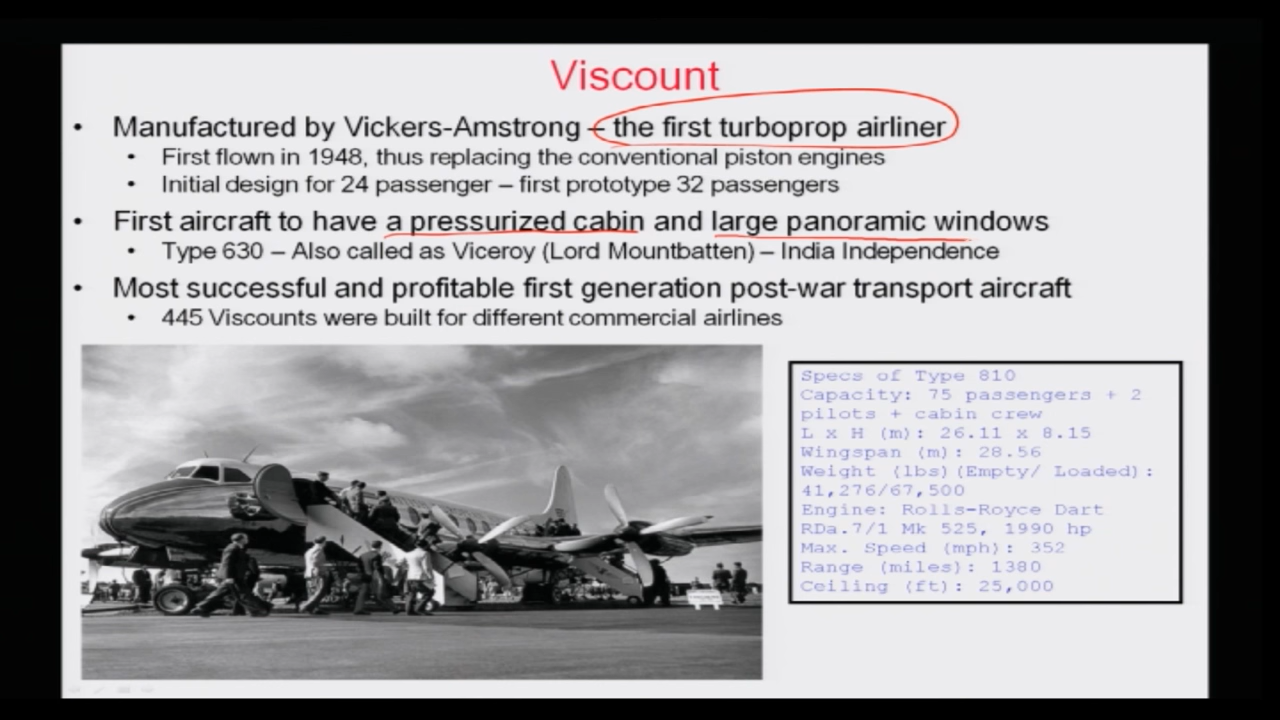 Viscount
• Manufactured by Vickers-Amstrong – the first turboprop airliner
• First flown in 1948, thus replacing the conventional piston engines
• Initial design for 24 passenger – first prototype 32 passengers
• First aircraft to have a pressurized cabin and large panoramic windows
• Type 630 – Also called as Viceroy (Lord Mountbatten) – India Independence
• Most successful and profitable first generation post-war transport aircraft
• 445 Viscounts were built for different commercial airlines
Specs of Type 810
Capacity: 75 passengers + 2
pilots + cabin crew
L x H (m): 26.11 x 8.15
Wingspan (m): 28.56
Weight (lbs)(Empty/ Loaded):
41,276/67,500
Engine: Rolls-Royce Dart
RDa.7/1 Mk 525, 1990 hp
Max. Speed (mph): 352
Range (miles): 1380
Ceiling (ft): 25,000